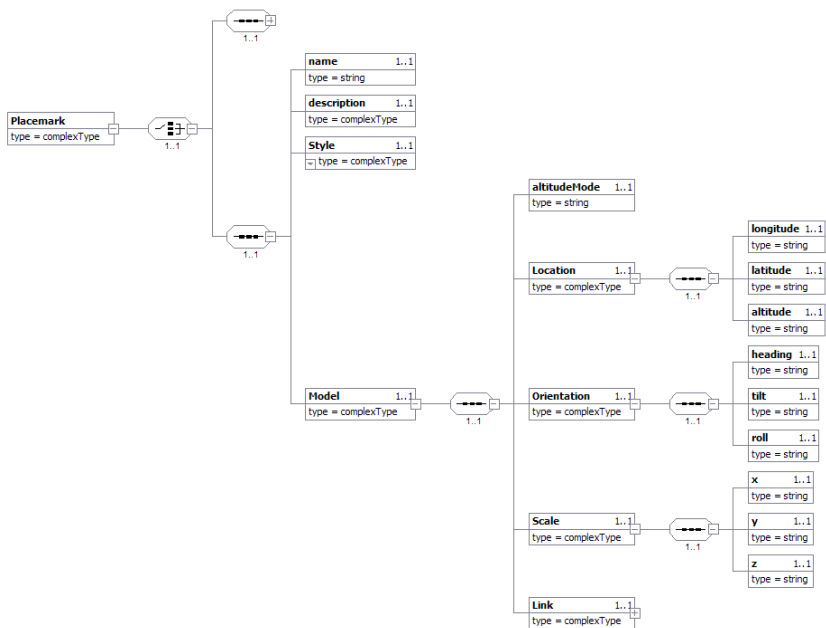 1..1
name 1..1
type = string
description 1..1
type = complexType
Placemark
type = complexType
1..1
Style 1..1
type = complexType
altitudeMode 1..1
type = string
1..1
longitude 1..1
type = string
Location 1..1
type = complexType
1..1
latitude 1..1
type = string
altitude 1..1
type = string
heading 1..1
type = string
Model 1..1
type = complexType
1..1
Orientation 1..1
type = complexType
1..1
tilt 1..1
type = string
roll 1..1
type = string
x 1..1
type = string
Scale 1..1
type = complexType
1..1
y 1..1
type = string
z 1..1
type = string
Link 1..1
type = complexType